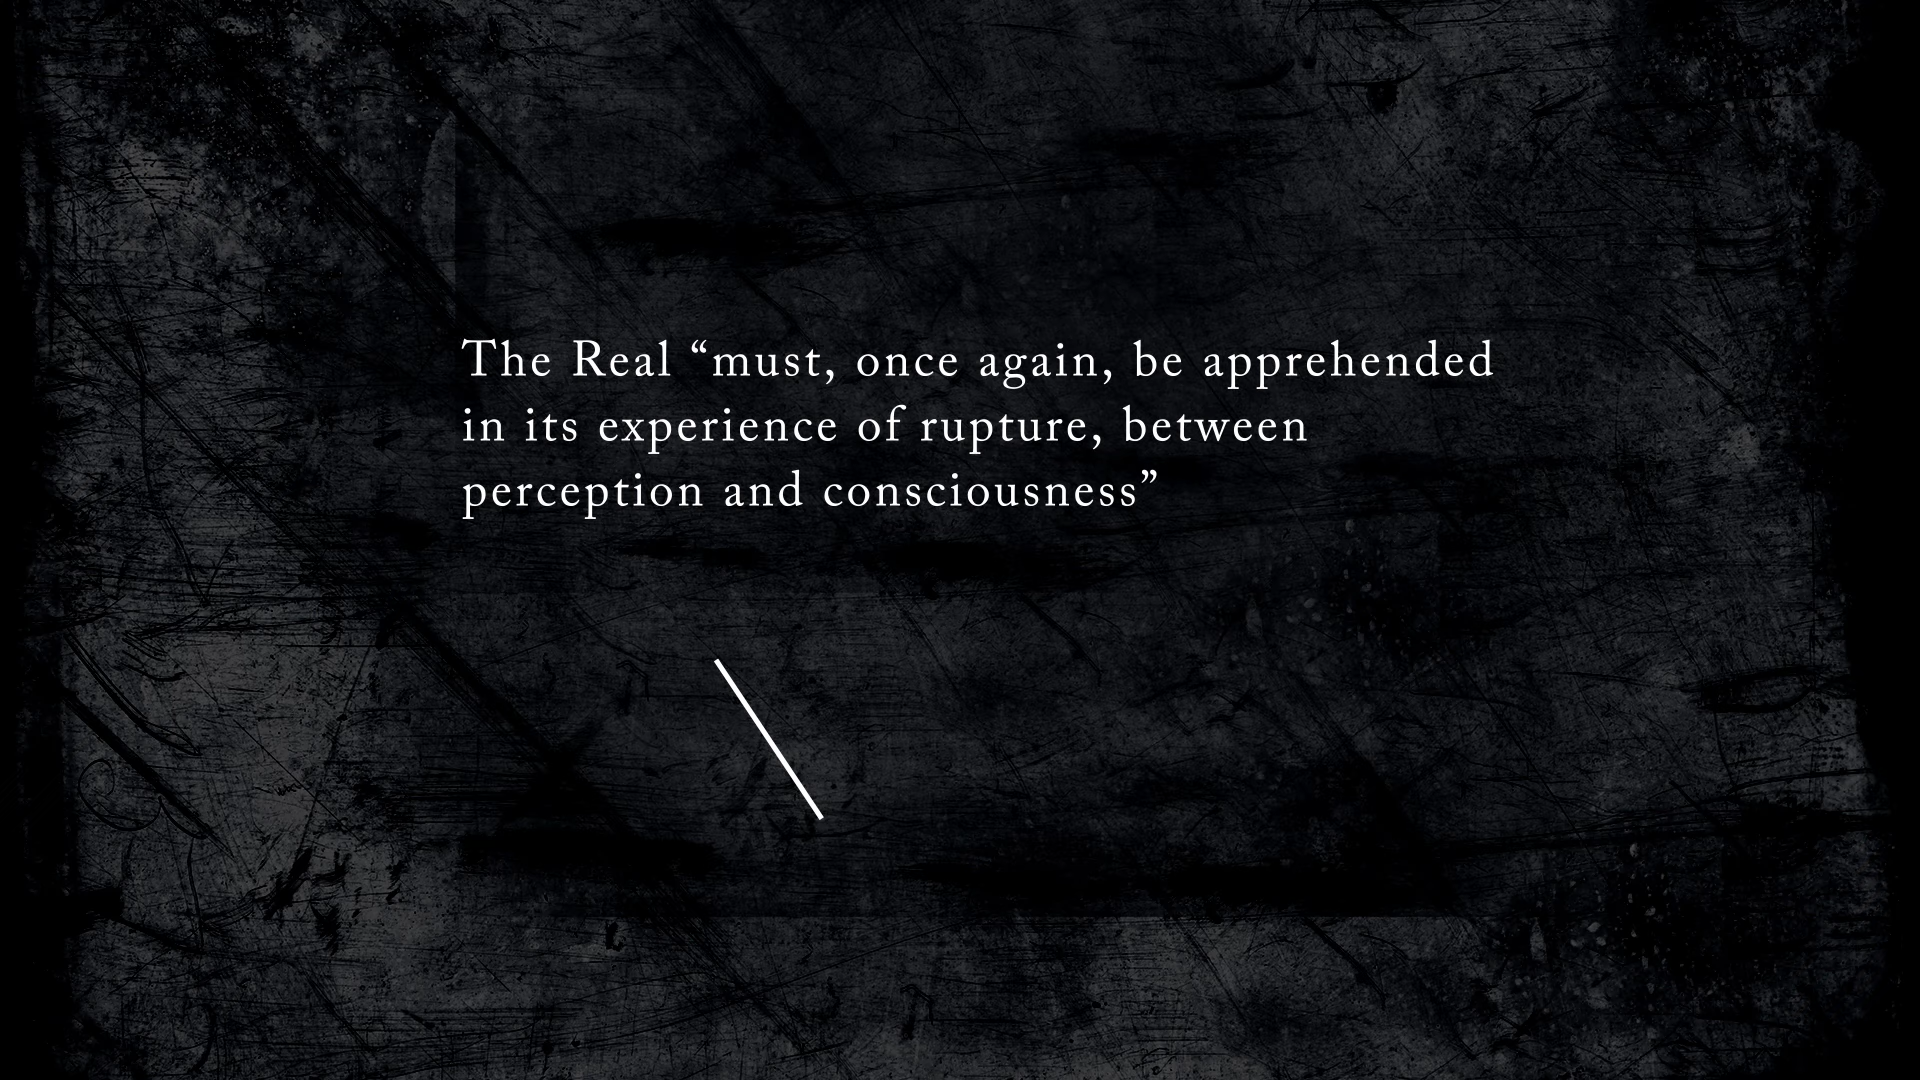 The Real “must, once again, be apprehended
in its experience of rupture, between
perception and consciousness”